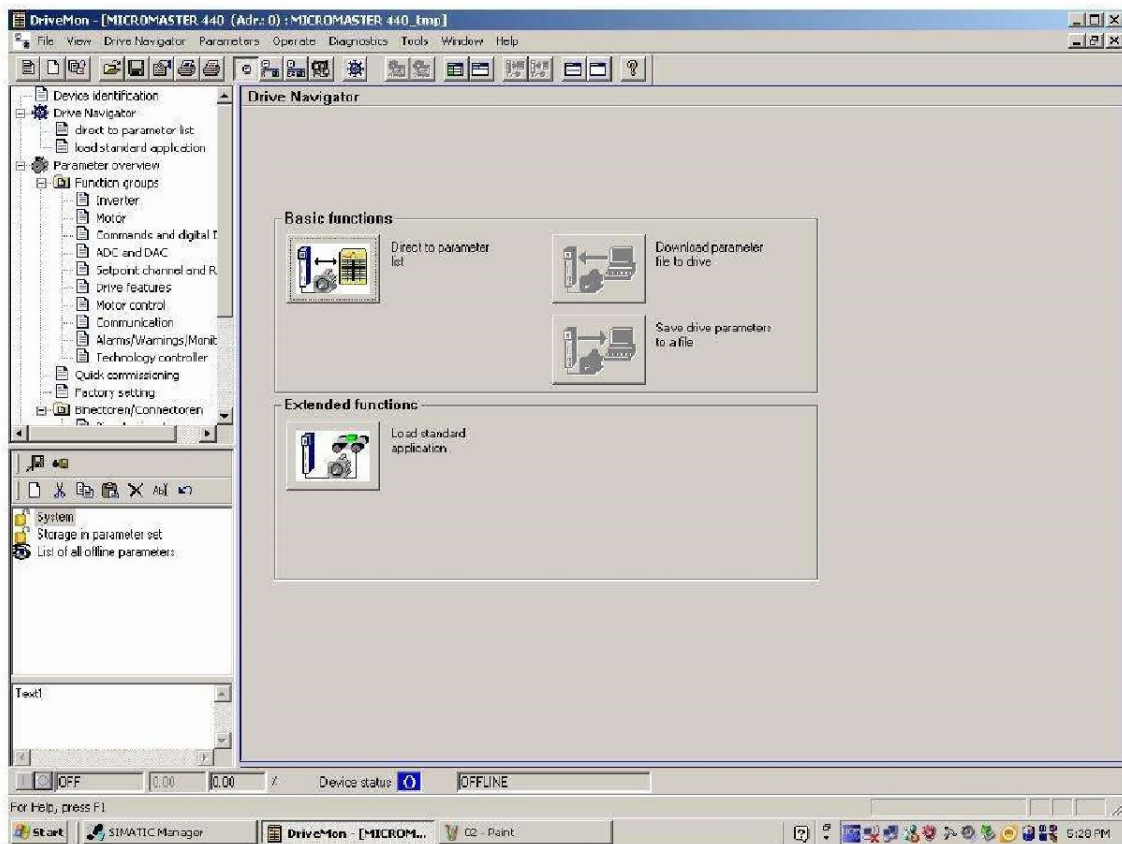 DriveMon - [MICROMASTER 440 (Adr.: 0) : MICROMASTER 440_tmp]
File View Drive Navigator Parameters Operate Diagnostics Tools Window Help
Device identification
Drive Navigator
direct to parameter list
load standard application
Parameter overview
Function groups
Inverter
Motor
Commands and digital I
ADC and DAC
Setpoint channel and R
Drive features
Motor control
Communication
Alarms/Warnings/Monit
Technology controller
Quick commissioning
Factory setting
Binectoren/Connectoren
Drive Navigator
Basic functions
Direct to parameter
list
Download parameter
file to drive
Save drive parameters
to a file
Extended functions
Load standard
application
Abl
System
Storage in parameter set
List of all offline parameters
Text1
OFF 0.00 0.00 % Device status OFFLINE
For Help, press F1
Start SIMATIC Manager DriveMon - [MICROM... 02 - Paint 5:28 PM